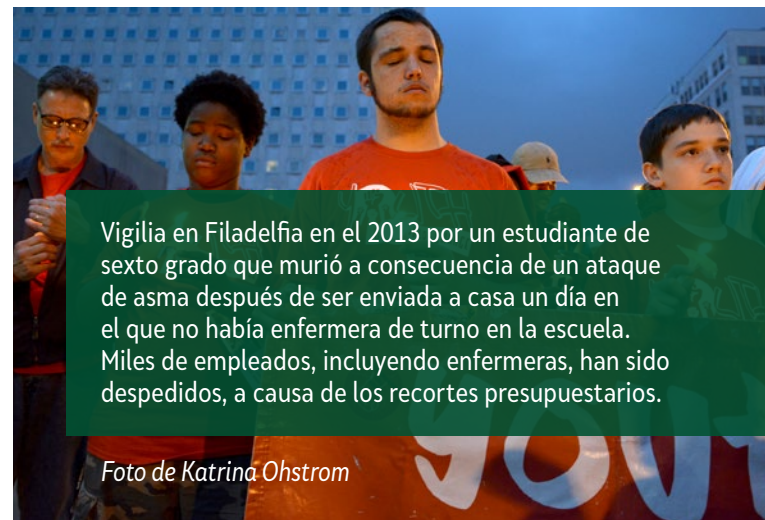 Vigilia en Filadelfia en el 2013 por un estudiante de
sexto grado que murió a consecuencia de un ataque
de asma después de ser enviada a casa un día en
el que no había enfermera de turno en la escuela.
Miles de empleados, incluyendo enfermeras, han sido
despedidos, a causa de los recortes presupuestarios.
Foto de Katrina Ohstrom